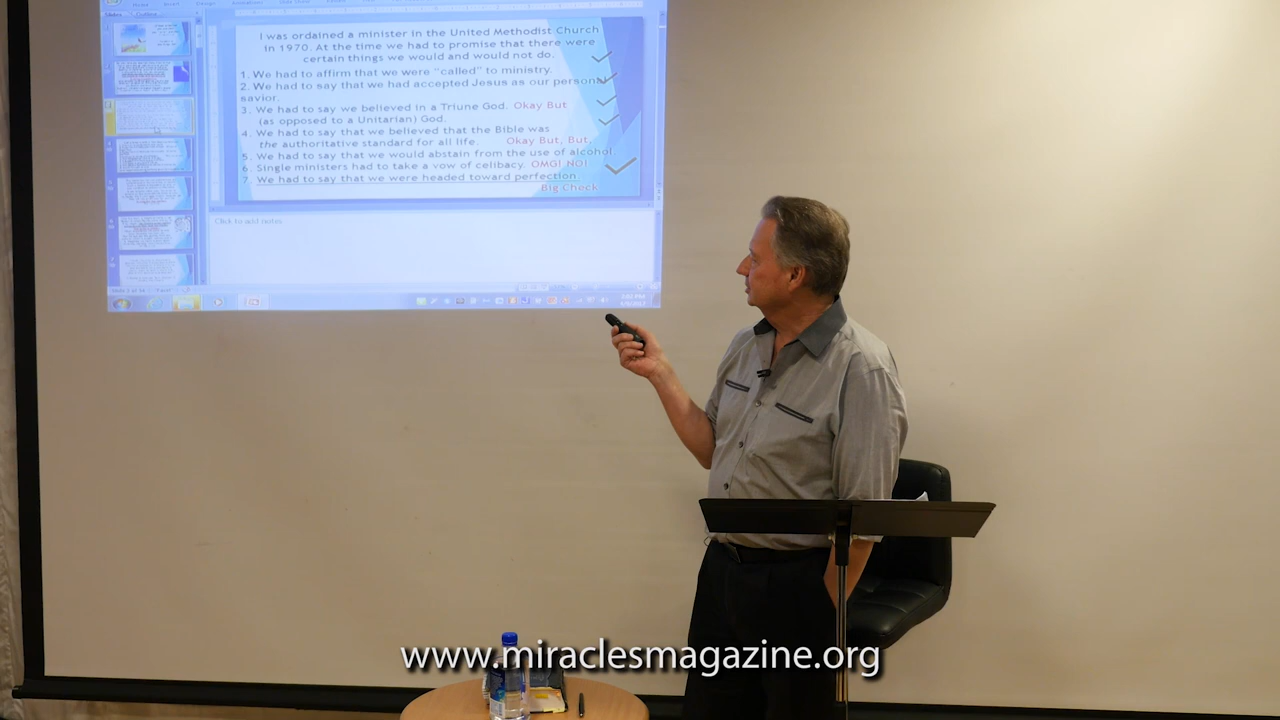 Slides Outline
I was ordained a minister in the United Methodist Church
in 1970. At the time we had to promise that there were
certain things we would and would not do.
1. We had to affirm that we were “called” to ministry.
2. We had to say that we had accepted Jesus as our personal
savior.
3. We had to say we believed in a Triune God. Okay But
(as opposed to a Unitarian) God.
4. We had to say that we believed that the Bible was
the authoritative standard for all life. Okay But, But,
5. We had to say that we would abstain from the use of alcohol.
6. Single ministers had to take a vow of celibacy. OMG! NO!
7 We had to say that we were headed toward perfection
Big Check
Click to add notes
www.miraclesmagazine.org